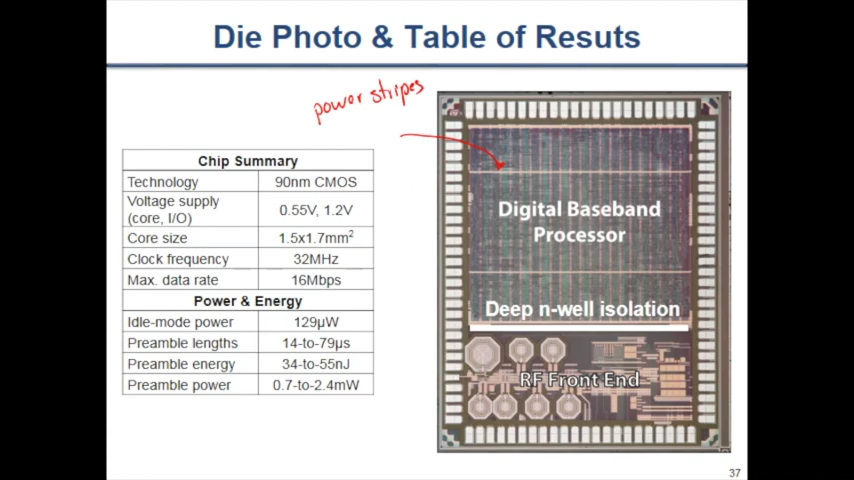 Die Photo & Table of Resuts
power stripes
Chip Summary
Technology 90nm CMOS
Voltage supply (core, I/O) 0.55V, 1.2V
Core size 1.5x1.7mm²
Clock frequency 32MHz
Max. data rate 16Mbps
Power & Energy
Idle-mode power 129µW
Preamble lengths 14-to-79µs
Preamble energy 34-to-55nJ
Preamble power 0.7-to-2.4mW
Digital Baseband
Processor
Deep n-well isolation
RF Front End
37